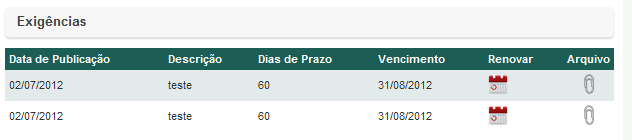 Exigências
Data de Publicação Descrição Dias de Prazo Vencimento Renovar Arquivo
02/07/2012 teste 60 31/08/2012
02/07/2012 teste 60 31/08/2012